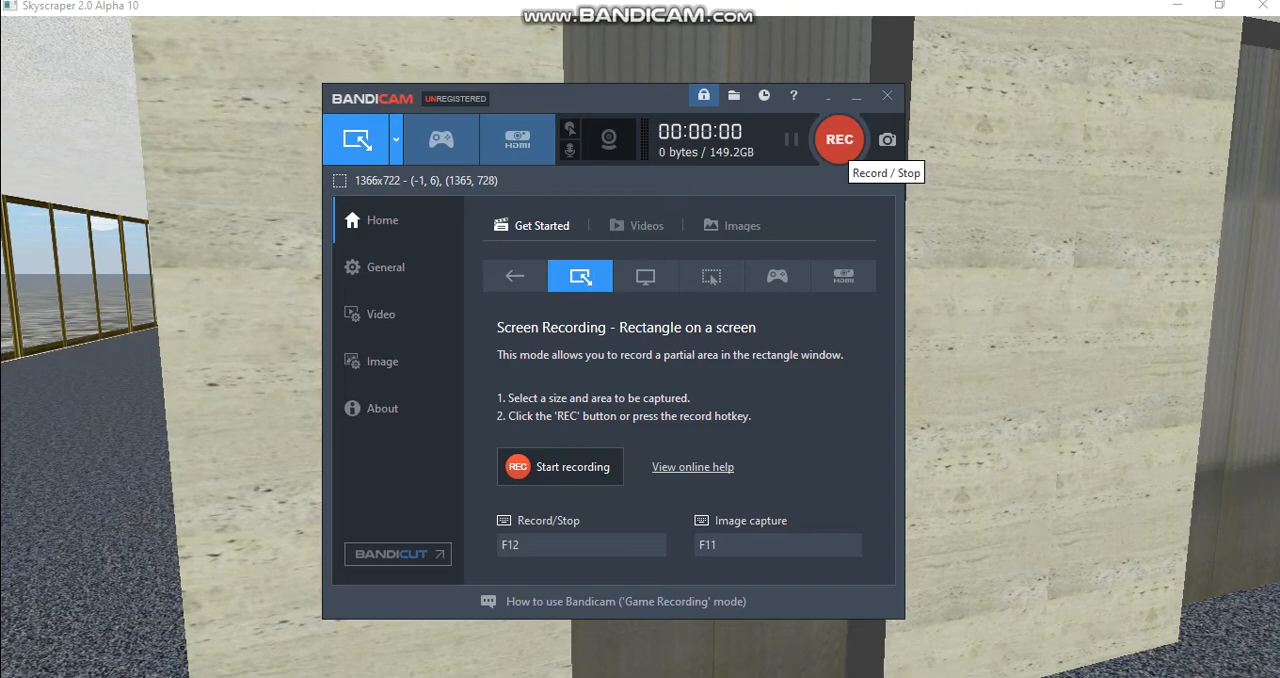 Skyscraper 2.0 Alpha 10
www.BANDICAM.com
BANDICAM UNREGISTERED
?
HDMI
00:00:00
0 bytes / 149.2GB
REC
Record / Stop
1366x722 - (-1, 6), (1365, 728)
Home
General
Video
Image
About
BANDICUT
Get Started
Videos
Images
HDMI
Screen Recording - Rectangle on a screen
This mode allows you to record a partial area in the rectangle window.
1. Select a size and area to be captured.
2. Click the 'REC' button or press the record hotkey.
REC Start recording
View online help
Record/Stop
Image capture
F12
F11
How to use Bandicam ('Game Recording' mode)